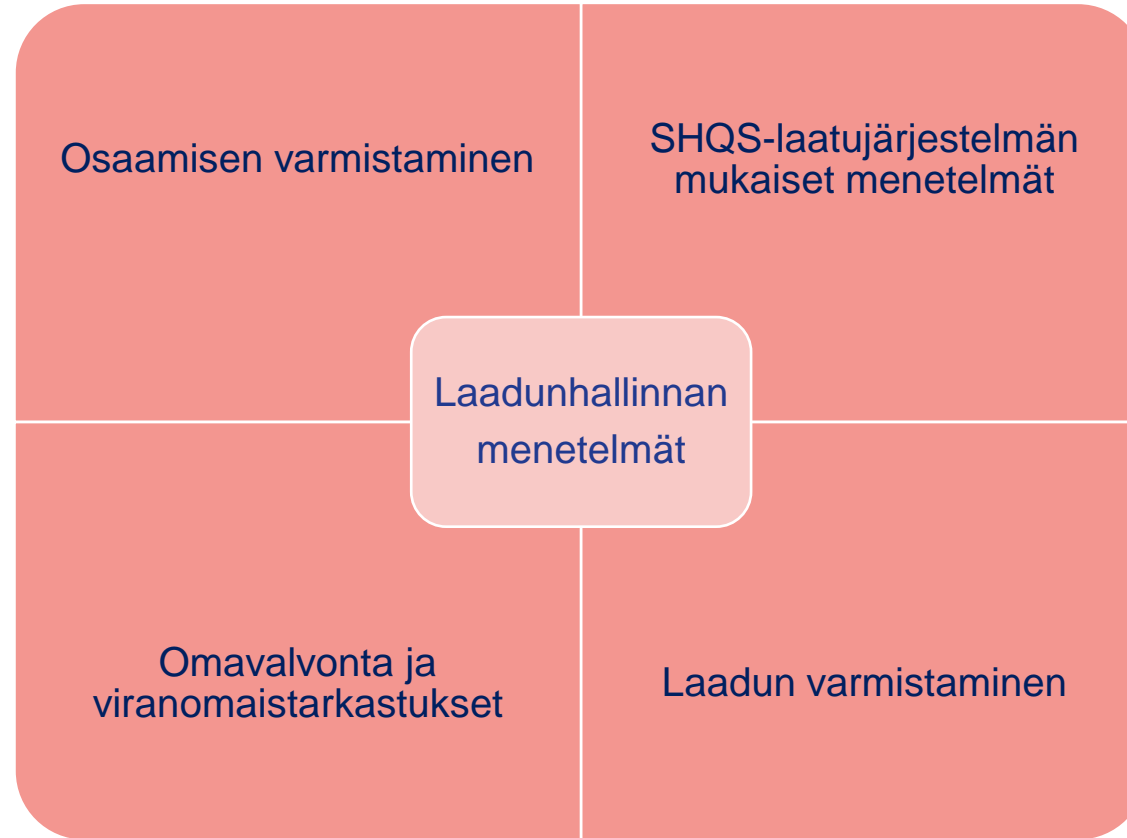 Osaamisen varmistaminen
SHQS-laatujärjestelmän
mukaiset menetelmät
Laadunhallinnan
menetelmät
Omavalvonta ja
viranomaistarkastukset
Laadun varmistaminen